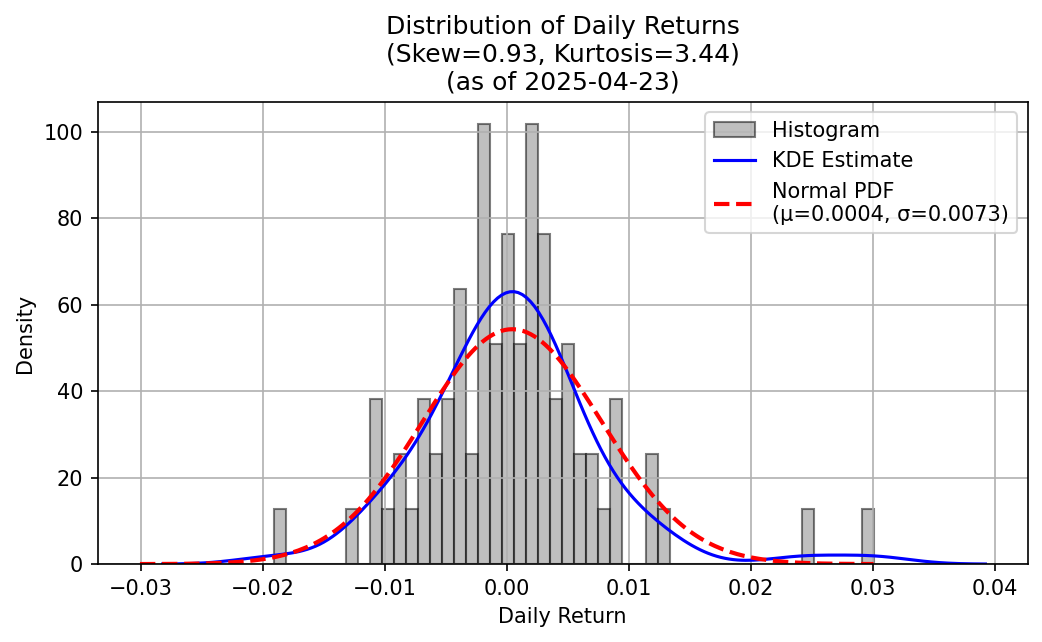 Distribution of Daily Returns
(Skew=0.93, Kurtosis=3.44)
(as of 2025-04-23)
Histogram
KDE Estimate
Normal PDF
(μ=0.0004, σ=0.0073)
Density
100
80
60
40
20
0
−0.03 −0.02 −0.01 0.00 0.01 0.02 0.03 0.04
Daily Return